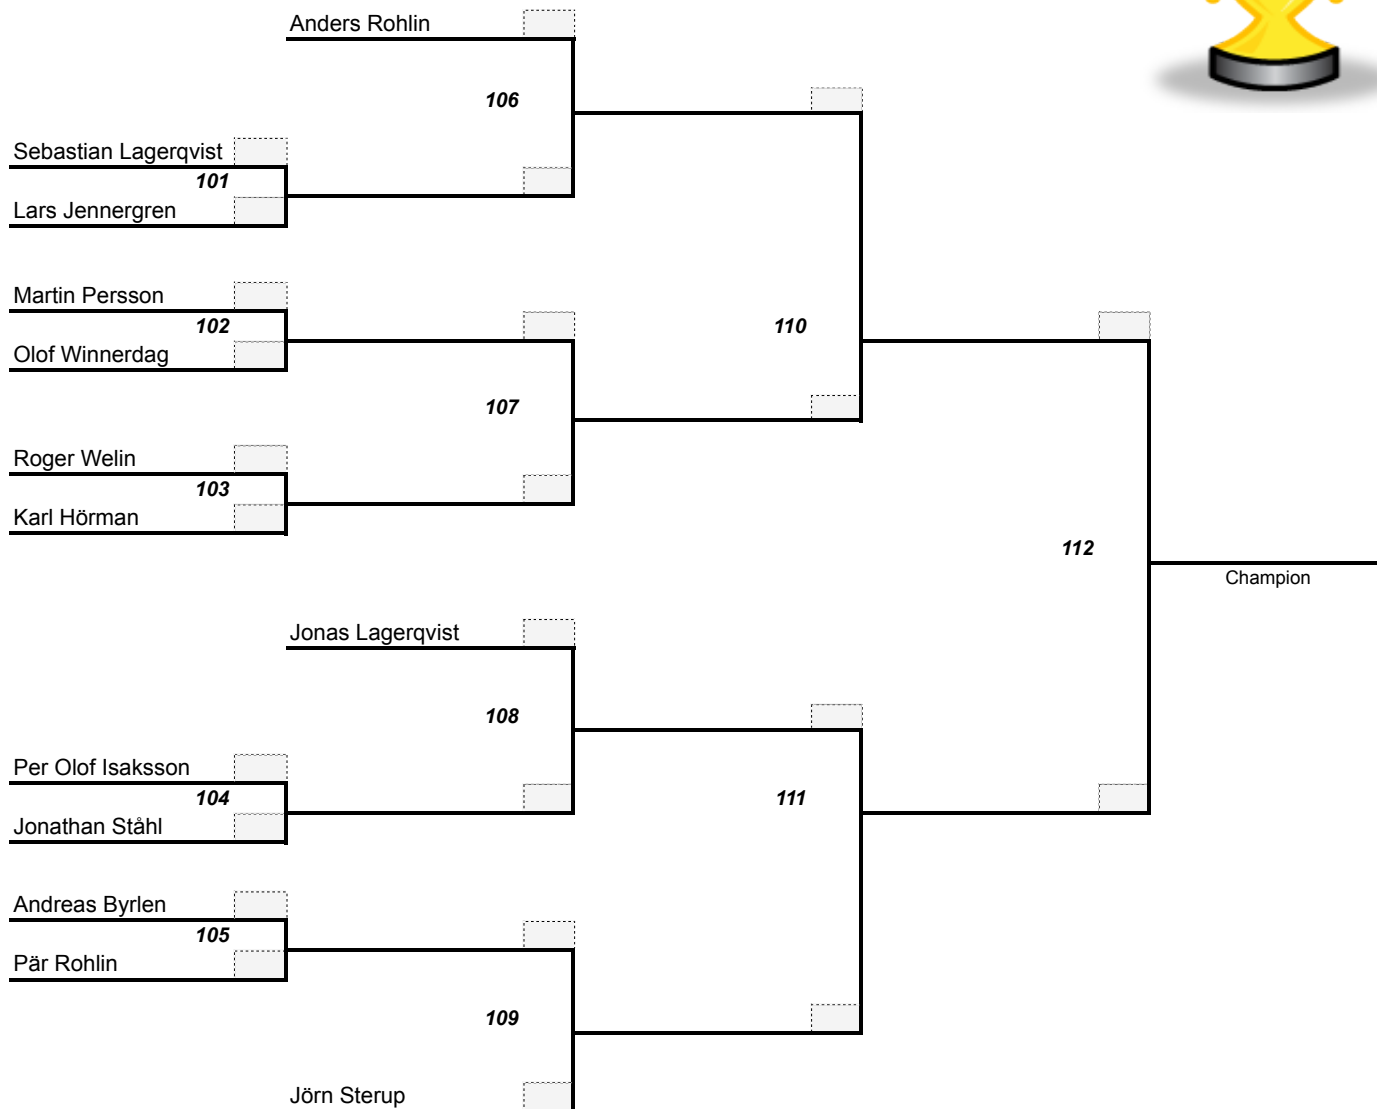 Anders Rohlin
106
Sebastian Lagerqvist
101
Lars Jennergren
Martin Persson
102
Olof Winnerdag
110
107
Roger Welin
103
Karl Hörman
112
Champion
Jonas Lagerqvist
108
Per Olof Isaksson
104
111
Jonathan Ståhl
Andreas Byrlen
105
Pär Rohlin
109
Jörn Sterup